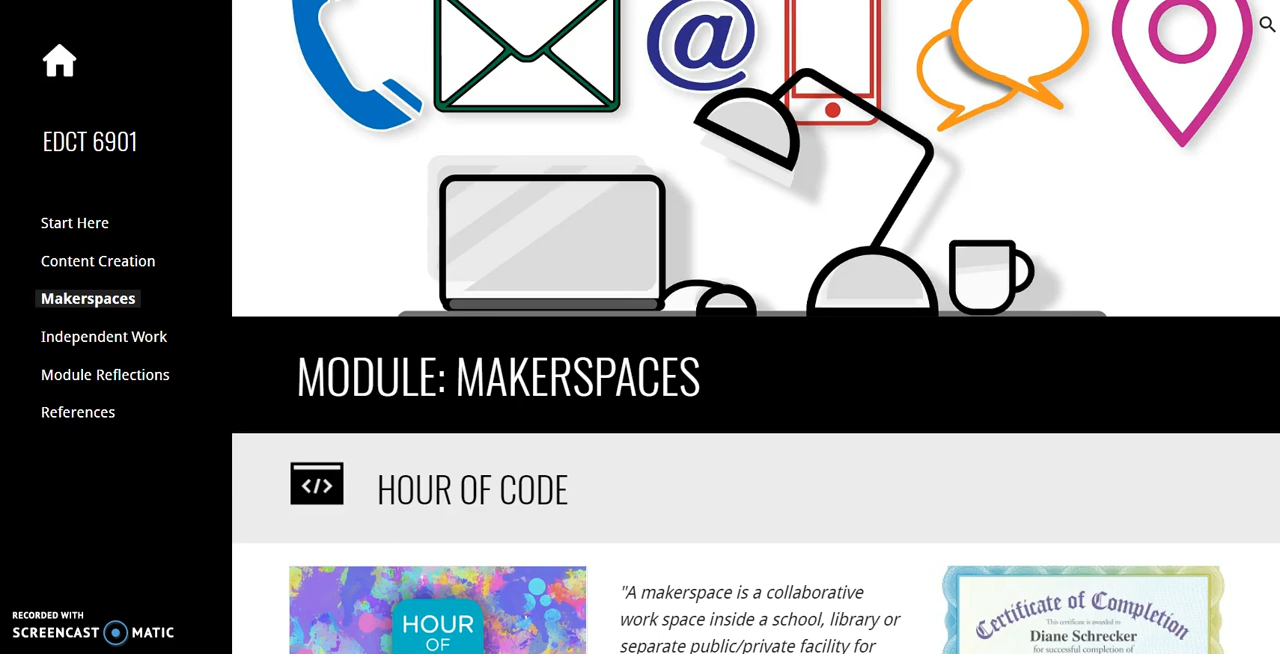 EDCT 6901
Start Here
Content Creation
Makerspaces
Independent Work
Module Reflections
References
RECORDED WITH
SCREENCAST MATIC
@
MODULE: MAKERSPACES
</>
HOUR OF CODE
HOUR
OF
"A makerspace is a collaborative
work space inside a school, library or
separate public/private facility for
Certificate of Completion
This certificate is awarded to
Diane Schrecker
for successful completion of